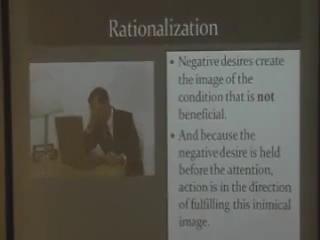 Rationalization
• Negative desires create
the image of the
condition that is not
beneficial.
• And because the
negative desire is held
before the attention,
action is in the direction
of fulfilling this inimical
image.